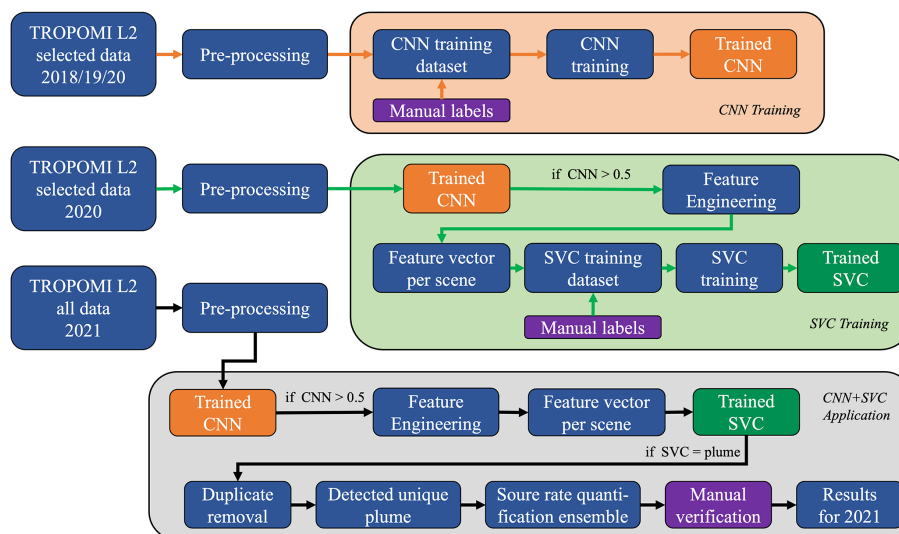 TROPOMI L2
selected data
2018/19/20
Pre-processing
CNN training
dataset
CNN
training
Trained
CNN
Manual labels
CNN Training
TROPOMI L2
selected data
2020
Pre-processing
Trained
CNN
if CNN > 0.5
Feature
Engineering
Feature vector
per scene
SVC training
dataset
SVC
training
Trained
SVC
Manual labels
SVC Training
TROPOMI L2
all data
2021
Pre-processing
Trained
CNN
if CNN > 0.5
Feature
Engineering
Feature vector
per scene
Trained
SVC
CNN+SVC
Application
if SVC = plume
Duplicate
removal
Detected unique
plume
Soure rate quanti-
fication ensemble
Manual
verification
Results
for 2021